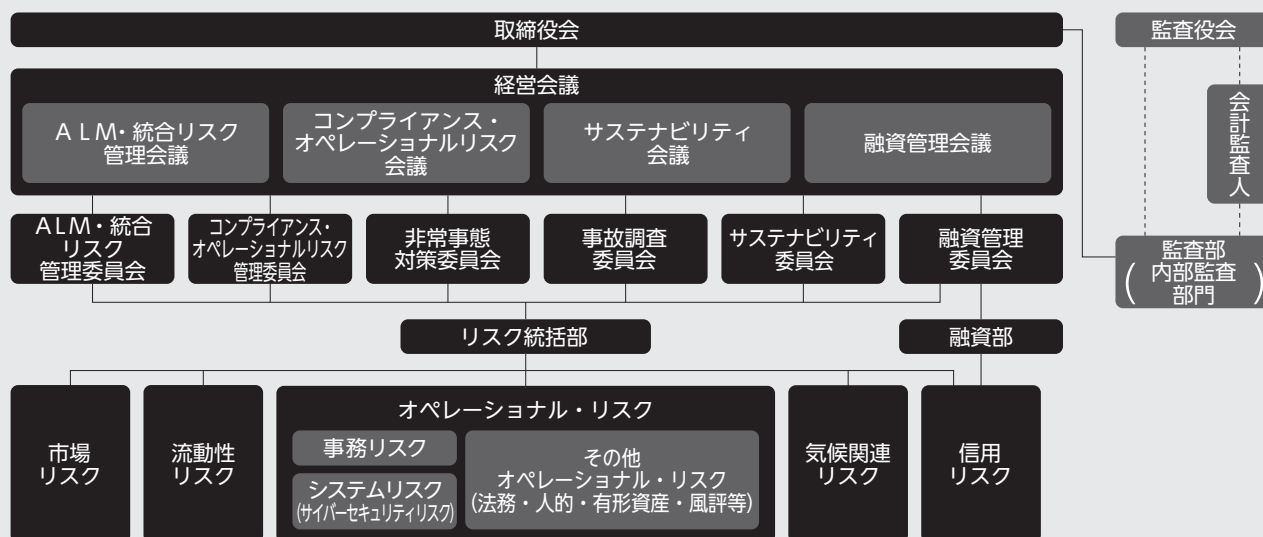 取締役会
監査役会
経営会議
ALM・統合リスク
管理会議
コンプライアンス・
オペレーショナルリスク
会議
サステナビリティ
会議
融資管理会議
会計監査人
ALM・統合
リスク
管理委員会
コンプライアンス・
オペレーショナルリスク
管理委員会
非常事態
対策委員会
事故調査
委員会
サステナビリティ
委員会
融資管理
委員会
監査部
(内部監査
部門)
リスク統括部
融資部
市場
リスク
流動性
リスク
オペレーショナル・リスク
事務リスク
システムリスク
(サイバーセキュリティリスク)
その他
オペレーショナル・リスク
(法務・人的・有形資産・風評等)
気候関連
リスク
信用
リスク